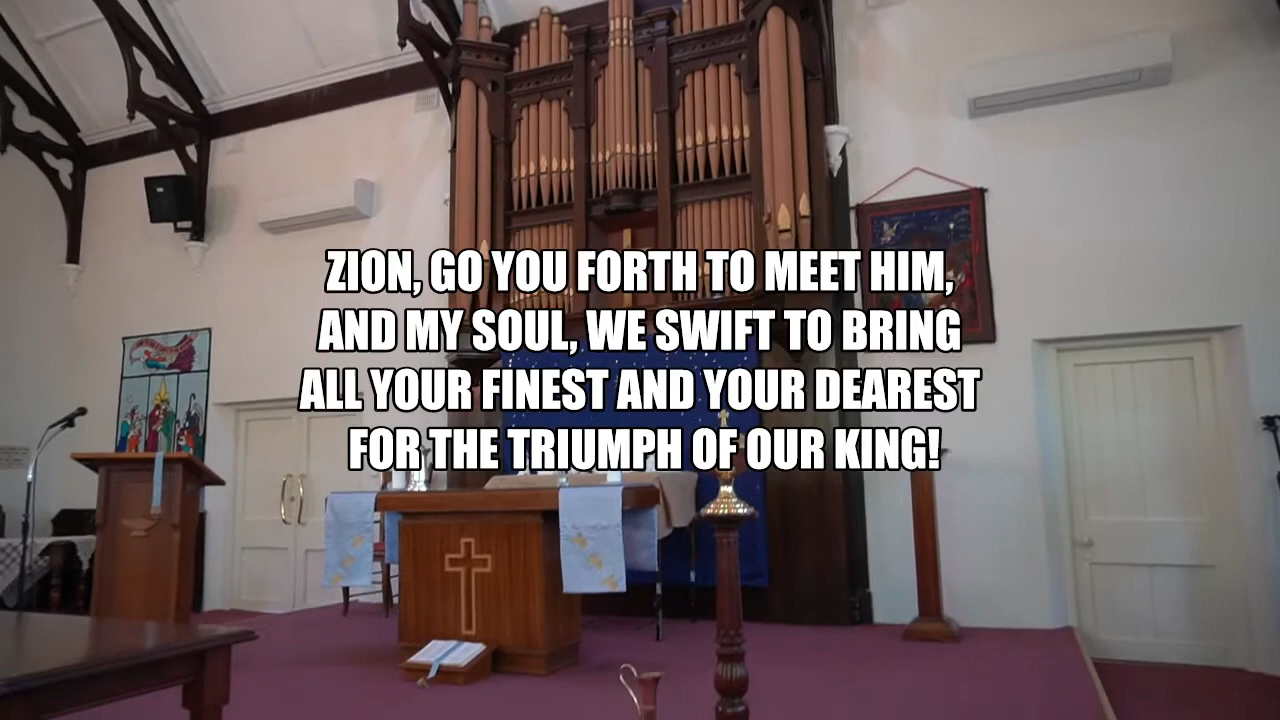 ZION, GO YOU FORTH TO MEET HIM,
AND MY SOUL, WE SWIFT TO BRING
ALL YOUR FINEST AND YOUR DEAREST
FOR THE TRIUMPH OF OUR KING!